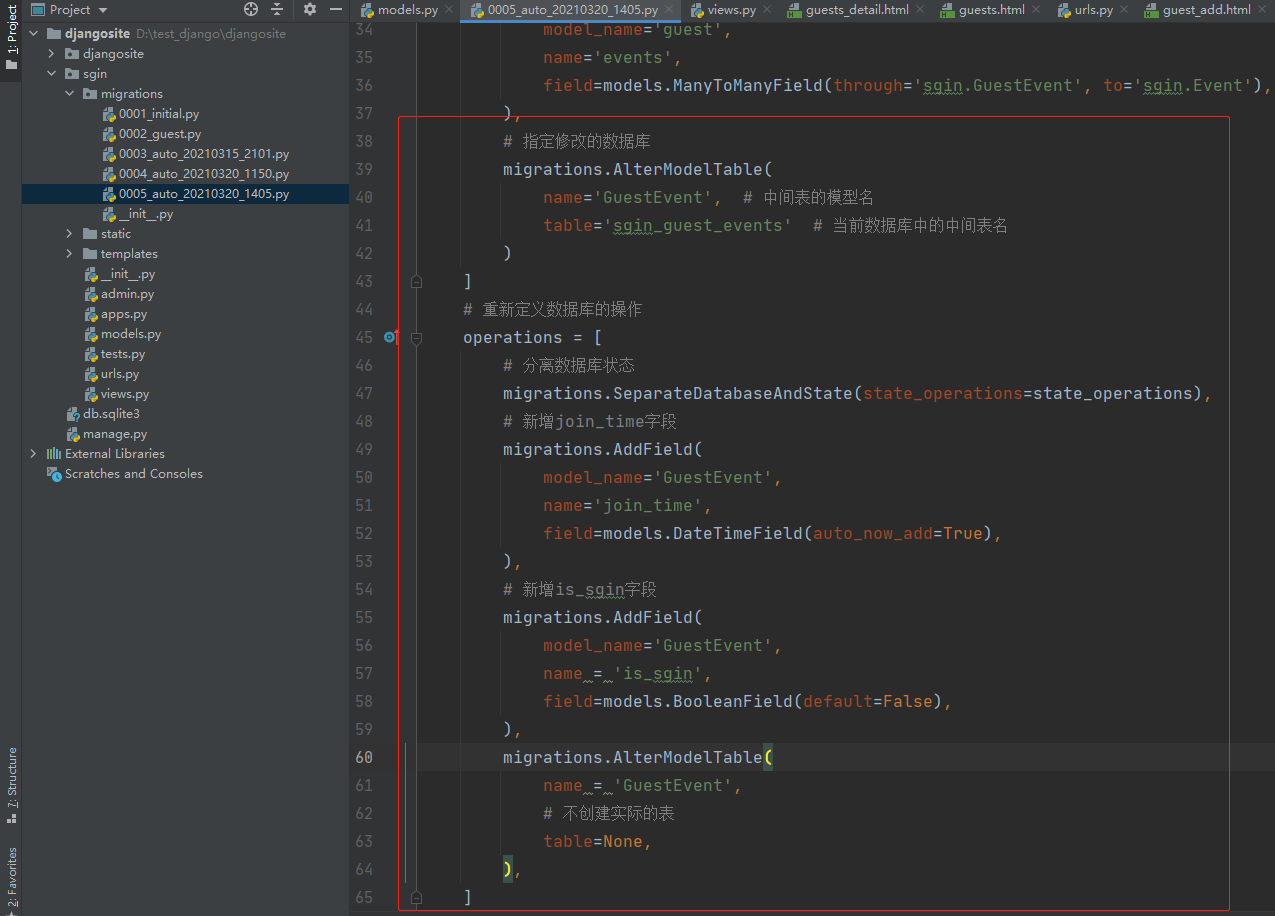 1: Project
7: Structure
2: Favorites
Project
djangosite D:\test_django\djangosite
djangosite
sgin
migrations
0001_initial.py
0002_guest.py
0003_auto_20210315_2101.py
0004_auto_20210320_1150.py
0005_auto_20210320_1405.py
__init__.py
static
templates
__init__.py
admin.py
apps.py
models.py
tests.py
urls.py
views.py
db.sqlite3
manage.py
External Libraries
Scratches and Consoles
models.py 0005_auto_20210320_1405.py views.py guests_detail.html guests.html urls.py guest_add.html
34 model_name='guest',
35 name='events',
36 field=models.ManyToManyField(through='sgin.GuestEvent', to='sgin.Event'),
37 ),
38 # 指定修改的数据库
39 migrations.AlterModelTable(
40 name='GuestEvent', # 中间表的模型名
41 table='sgin_guest_events' # 当前数据库中的中间表名
42 )
43 ]
44 # 重新定义数据库的操作
45 operations = [
46 # 分离数据库状态
47 migrations.SeparateDatabaseAndState(state_operations=state_operations),
48 # 新增join_time字段
49 migrations.AddField(
50 model_name='GuestEvent',
51 name='join_time',
52 field=models.DateTimeField(auto_now_add=True),
53 ),
54 # 新增is_sgin字段
55 migrations.AddField(
56 model_name='GuestEvent',
57 name = 'is_sgin',
58 field=models.BooleanField(default=False),
59 ),
60 migrations.AlterModelTable(
61 name = 'GuestEvent',
62 # 不创建实际的表
63 table=None,
64 ),
65 ]